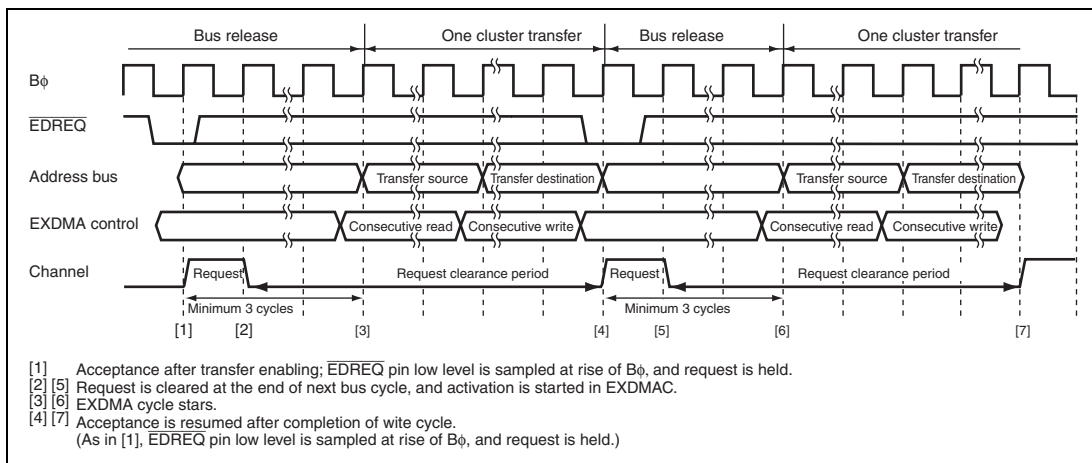 Bus release One cluster transfer Bus release One cluster transfer
Bϕ
EDREQ
Address bus Transfer source Transfer destination Transfer source Transfer destination
EXDMA control Consecutive read Consecutive write Consecutive read Consecutive write
Channel Request Request clearance period Request Request clearance period
Minimum 3 cycles Minimum 3 cycles
[1] [2] [3] [4] [5] [6] [7]
[1] Acceptance after transfer enabling; EDREQ pin low level is sampled at rise of Bϕ, and request is held.
[2] [5] Request is cleared at the end of next bus cycle, and activation is started in EXDMAC.
[3] [6] EXDMA cycle stars.
[4] [7] Acceptance is resumed after completion of wite cycle.
(As in [1], EDREQ pin low level is sampled at rise of Bϕ, and request is held.)